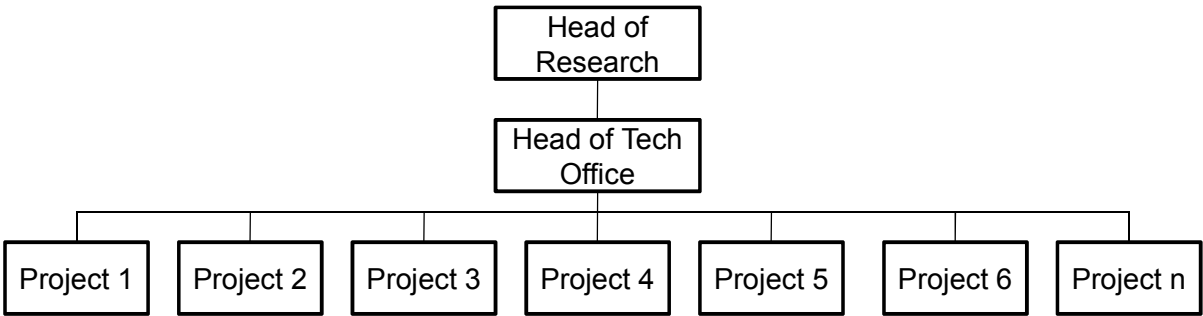 Head of
Research
Head of Tech
Office
Project 1
Project 2
Project 3
Project 4
Project 5
Project 6
Project n